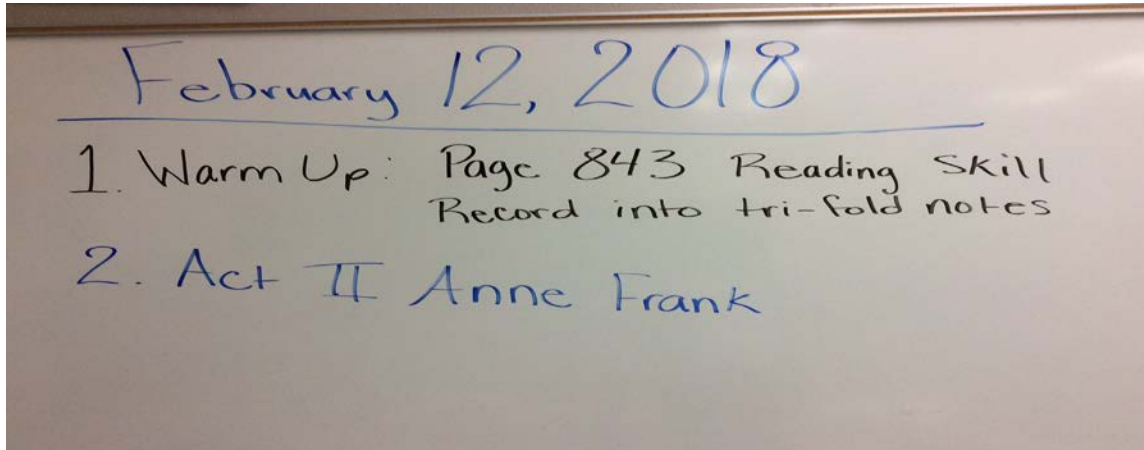 February 12, 2018
1. Warm Up: Page 843 Reading Skill
Record into tri-fold notes
2. Act II Anne Frank